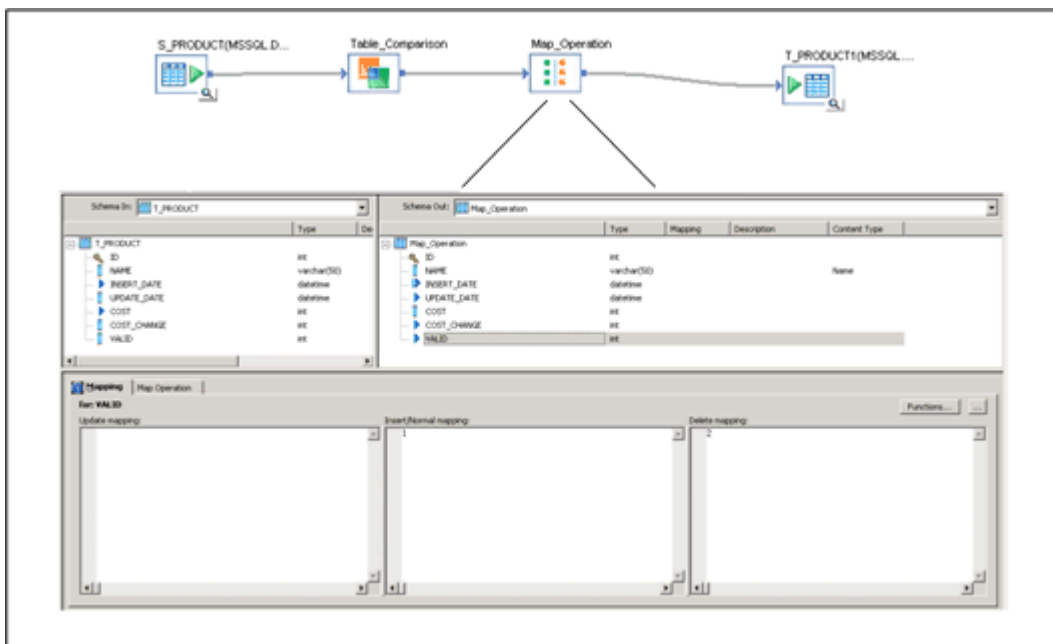 S_PRODUCT(MSSQL.D...
Table_Comparison
Map_Operation
T_PRODUCT1(MSSQL....
Schema In: T_PRODUCT
Schema Out: Map_Operation
Type De
Type Mapping Description Content Type
T_PRODUCT
ID int
NAME varchar(50)
INSERT_DATE datetime
UPDATE_DATE datetime
COST int
COST_CHANGE int
VALID int
Map_Operation
ID int
NAME varchar(50) Name
INSERT_DATE datetime
UPDATE_DATE datetime
COST int
COST_CHANGE int
VALID int
Mapping Map Operation
for: VALID
Functions... ...
Update mapping: Insert/Normal mapping: Delete mapping:
1 2